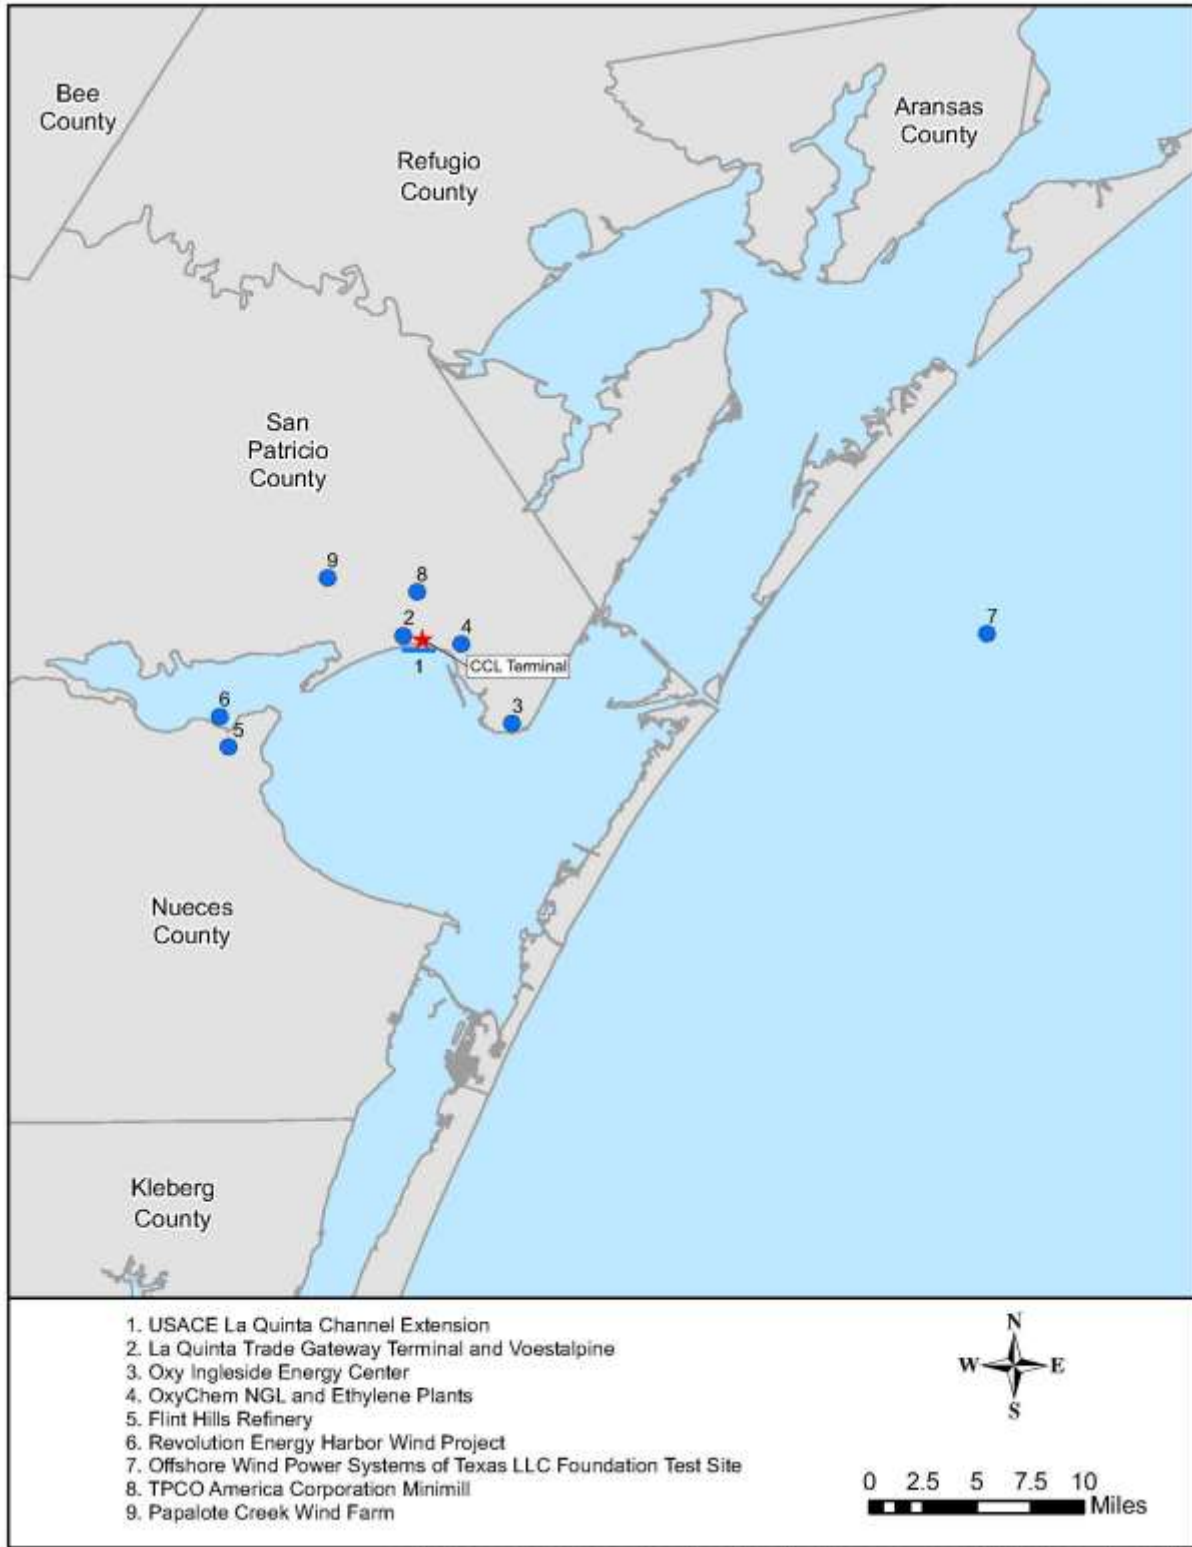 Bee
County
Aransas
County
Refugio
County
San
Patricio
County
9
8
2
4
7
1
CCL Terminal
6
3
5
Nueces
County
Kleberg
County
1. USACE La Quinta Channel Extension
2. La Quinta Trade Gateway Terminal and Voestalpine
3. Oxy Ingleside Energy Center
4. OxyChem NGL and Ethylene Plants
5. Flint Hills Refinery
6. Revolution Energy Harbor Wind Project
7. Offshore Wind Power Systems of Texas LLC Foundation Test Site
8. TPCO America Corporation Minimill
9. Papalote Creek Wind Farm
N
W E
S
0 2.5 5 7.5 10
Miles